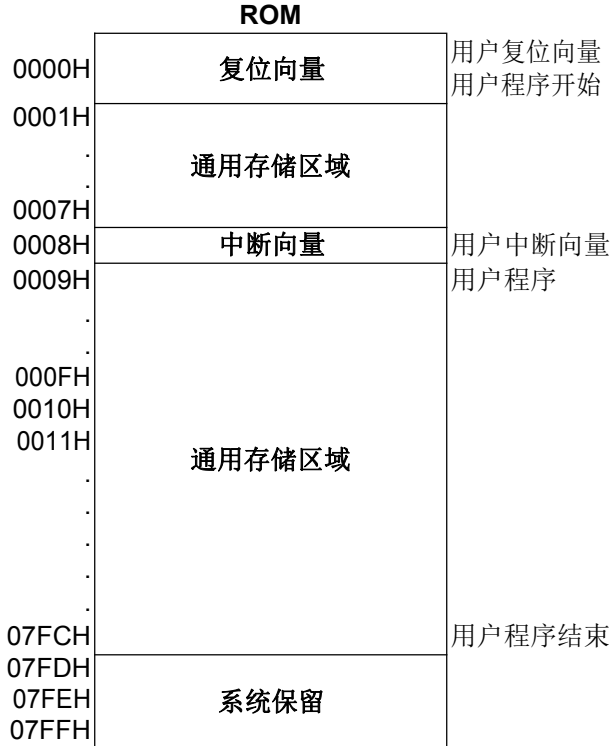 ROM
0000H 复位向量 用户复位向量
用户程序开始
0001H
.
通用存储区域
.
0007H
0008H 中断向量 用户中断向量
0009H 用户程序
.
.
000FH
0010H
0011H
通用存储区域
.
.
.
.
.
07FCH 用户程序结束
07FDH
07FEH 系统保留
07FFH